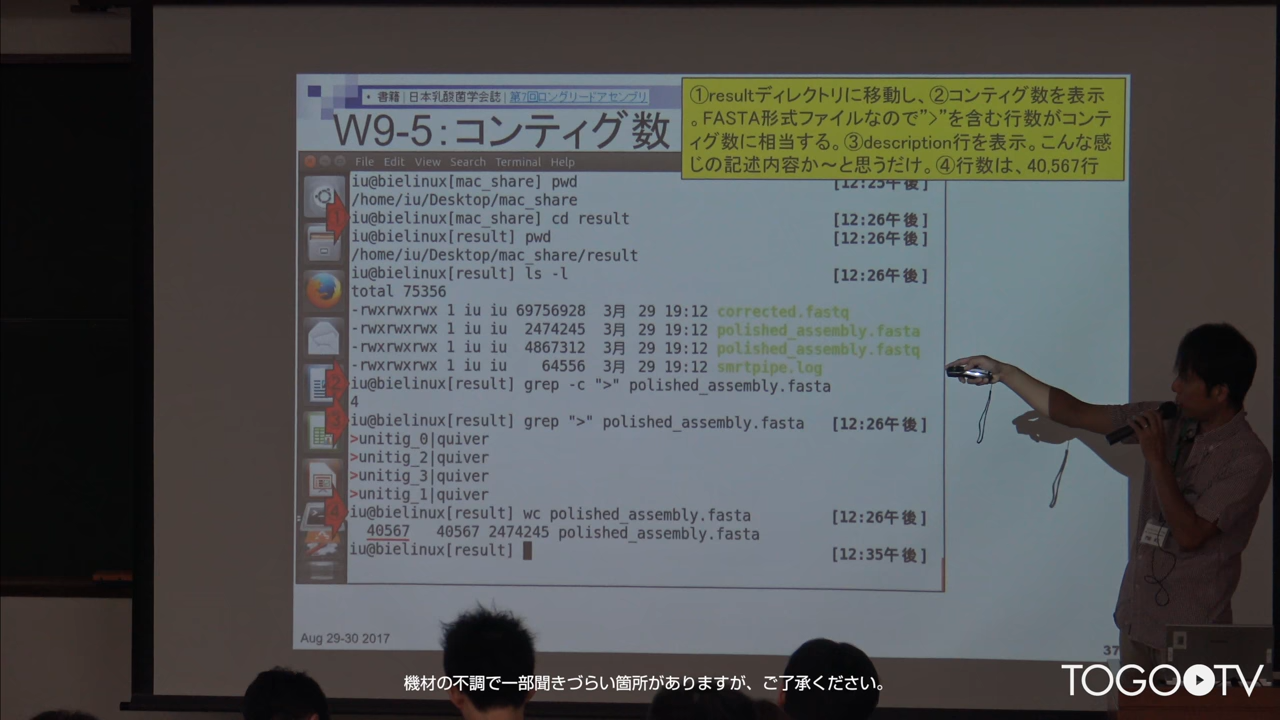 ・書籍 | 日本乳酸菌学会誌 | 第7回ロングリードアセンブリ
W9-5：コンティグ数
①resultディレクトリに移動し、②コンティグ数を表示
。FASTA形式ファイルなので”>”を含む行数がコンテ
ィグ数に相当する。③description行を表示。こんな感
じの記述内容か～と思うだけ。④行数は、40,567行
File Edit View Search Terminal Help
iu@bielinux[mac_share] pwd [12:25午後]
/home/iu/Desktop/mac_share
iu@bielinux[mac_share] cd result [12:26午後]
iu@bielinux[result] pwd [12:26午後]
/home/iu/Desktop/mac_share/result
iu@bielinux[result] ls -l [12:26午後]
total 75356
-rwxrwxrwx 1 iu iu 69756928 3月 29 19:12 corrected.fastq
-rwxrwxrwx 1 iu iu 2474245 3月 29 19:12 polished_assembly.fasta
-rwxrwxrwx 1 iu iu 4867312 3月 29 19:12 polished_assembly.fastq
-rwxrwxrwx 1 iu iu 64556 3月 29 19:12 smrtpipe.log
iu@bielinux[result] grep -c ">" polished_assembly.fasta
4
iu@bielinux[result] grep ">" polished_assembly.fasta [12:26午後]
>unitig_0|quiver
>unitig_2|quiver
>unitig_3|quiver
>unitig_1|quiver
iu@bielinux[result] wc polished_assembly.fasta [12:26午後]
40567 40567 2474245 polished_assembly.fasta
iu@bielinux[result] [12:35午後]
①
②
③
④
Aug 29-30 2017
37
機材の不調で一部聞きづらい箇所がありますが、ご了承ください。
TOGOTV